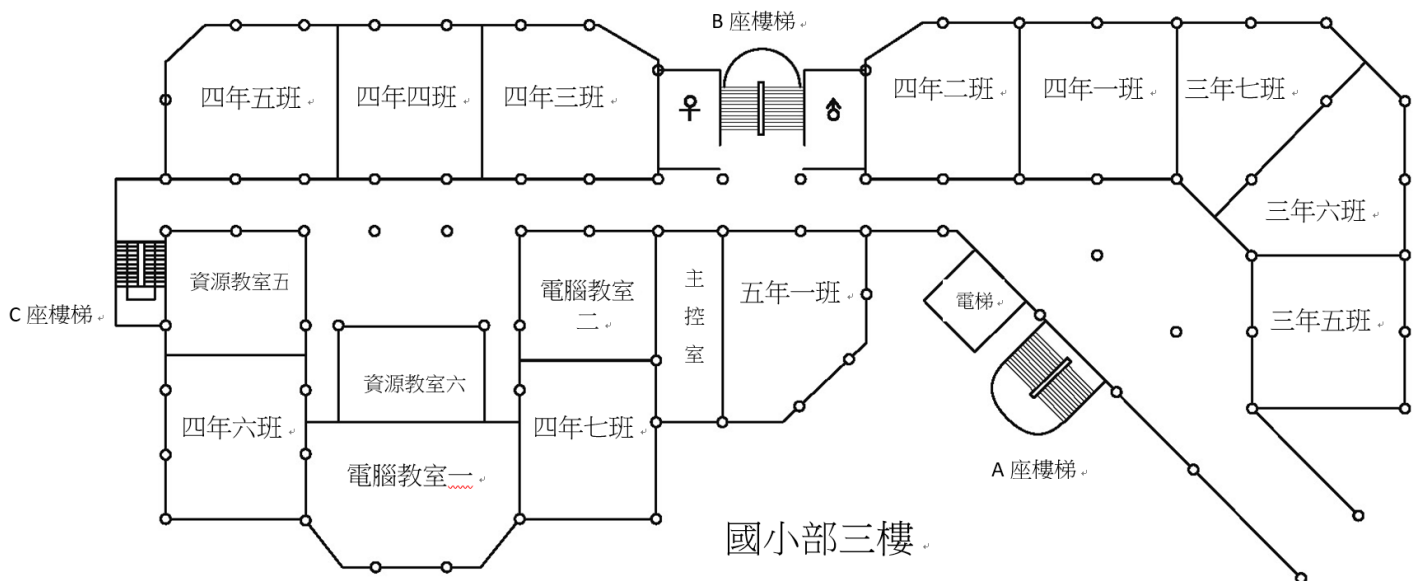 B 座樓梯
四年五班
四年四班
四年三班
四年二班
四年一班
三年七班
三年六班
資源教室五
電腦教室
二
主
控
室
五年一班
電梯
三年五班
C 座樓梯
資源教室六
四年六班
四年七班
電腦教室一
A 座樓梯
國小部三樓